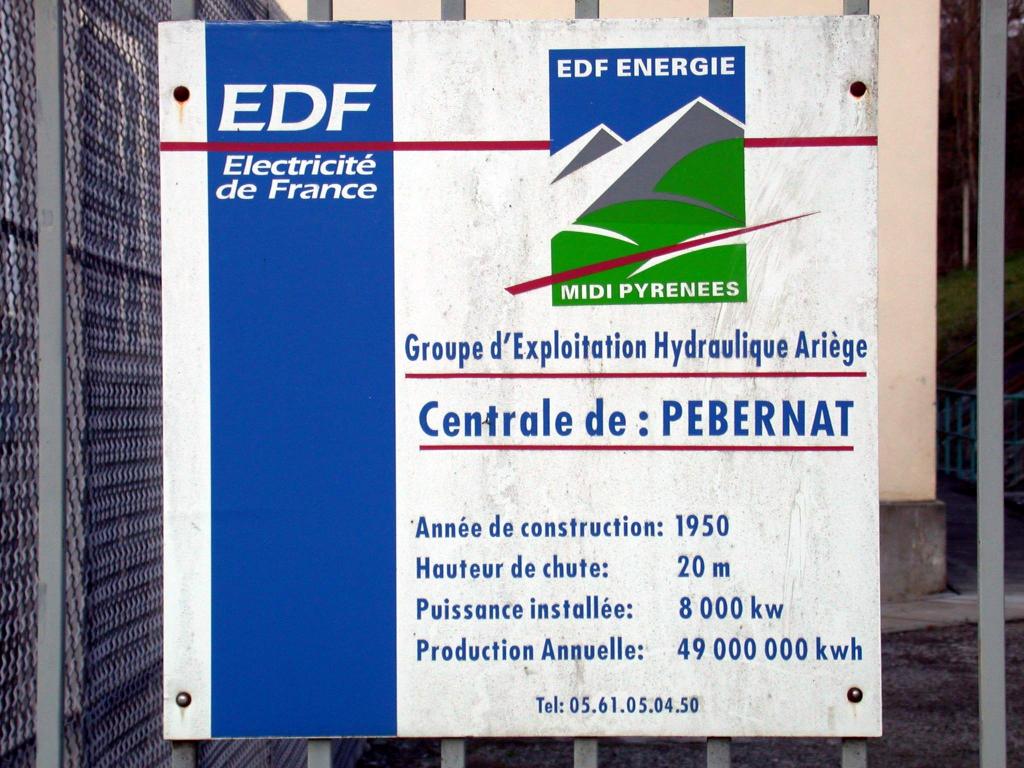 EDF
Electricité
de France
EDF ENERGIE
MIDI PYRENEES
Groupe d'Exploitation Hydraulique Ariège
Centrale de : PEBERNAT
Année de construction: 1950
Hauteur de chute: 20 m
Puissance installée: 8 000 kw
Production Annuelle: 49 000 000 kwh
Tel: 05.61.05.04.50